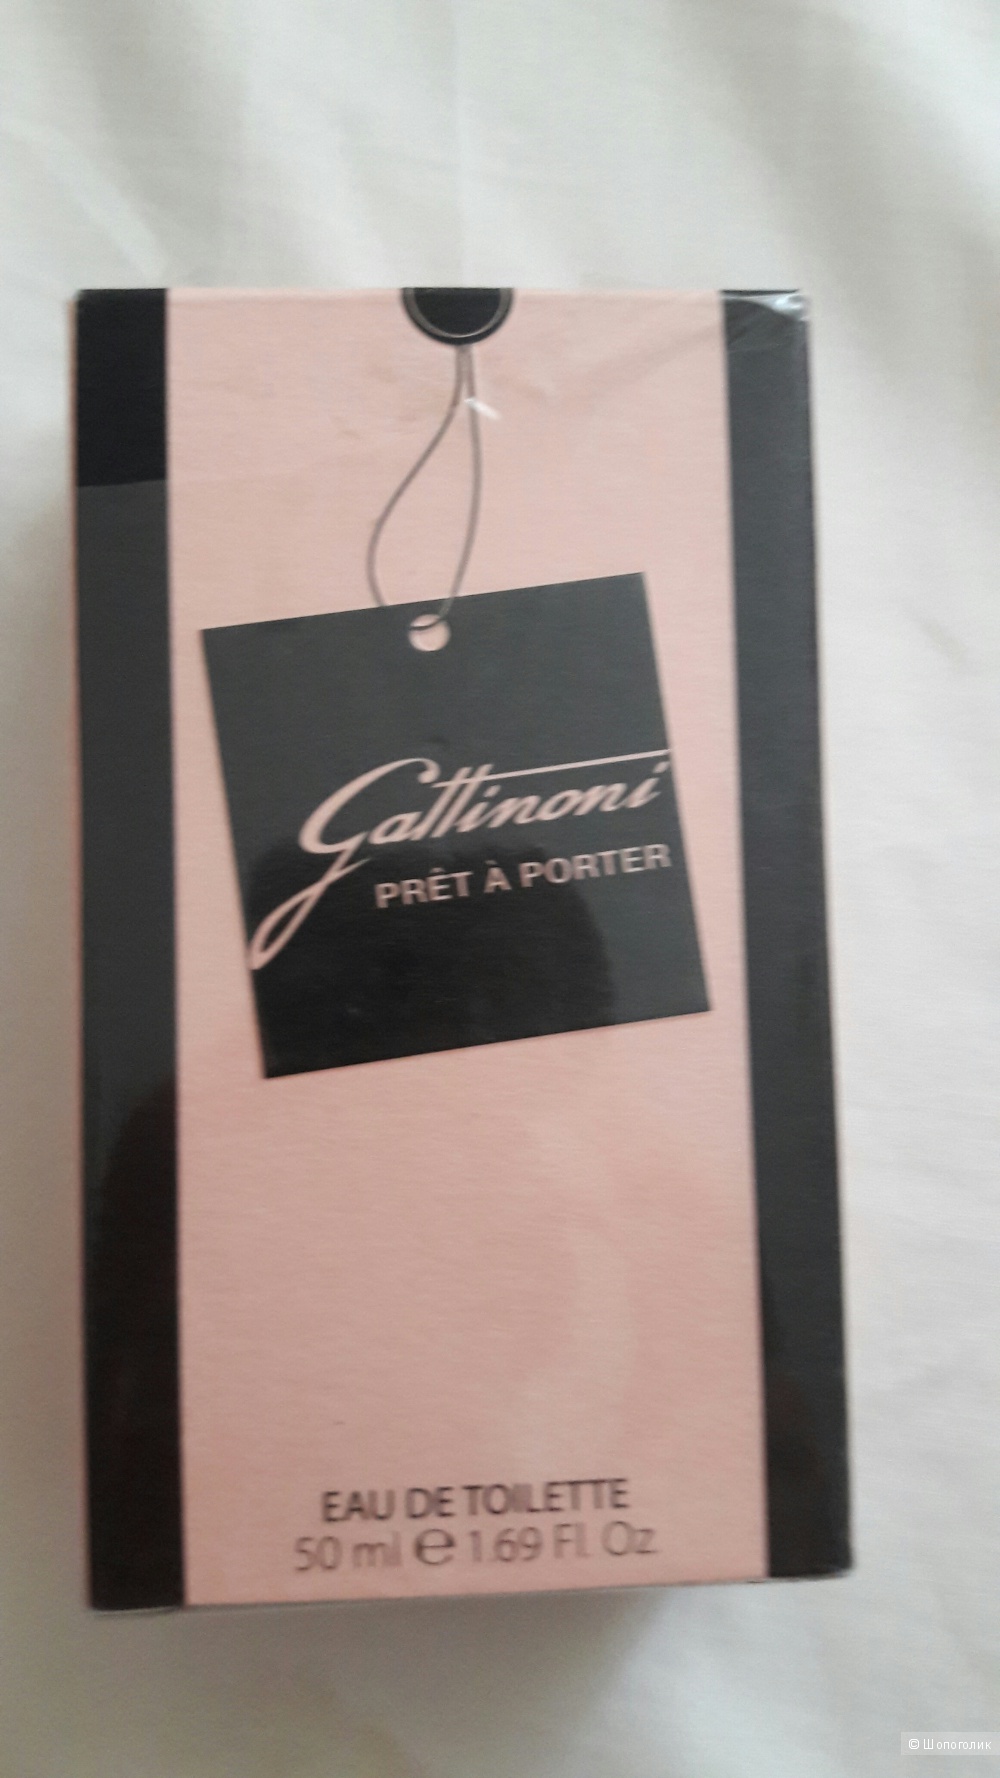 Gattinoni
PRÊT À PORTER
EAU DE TOILETTE
50 ml ℮ 1.69 Fl. Oz.
© Шопоголик